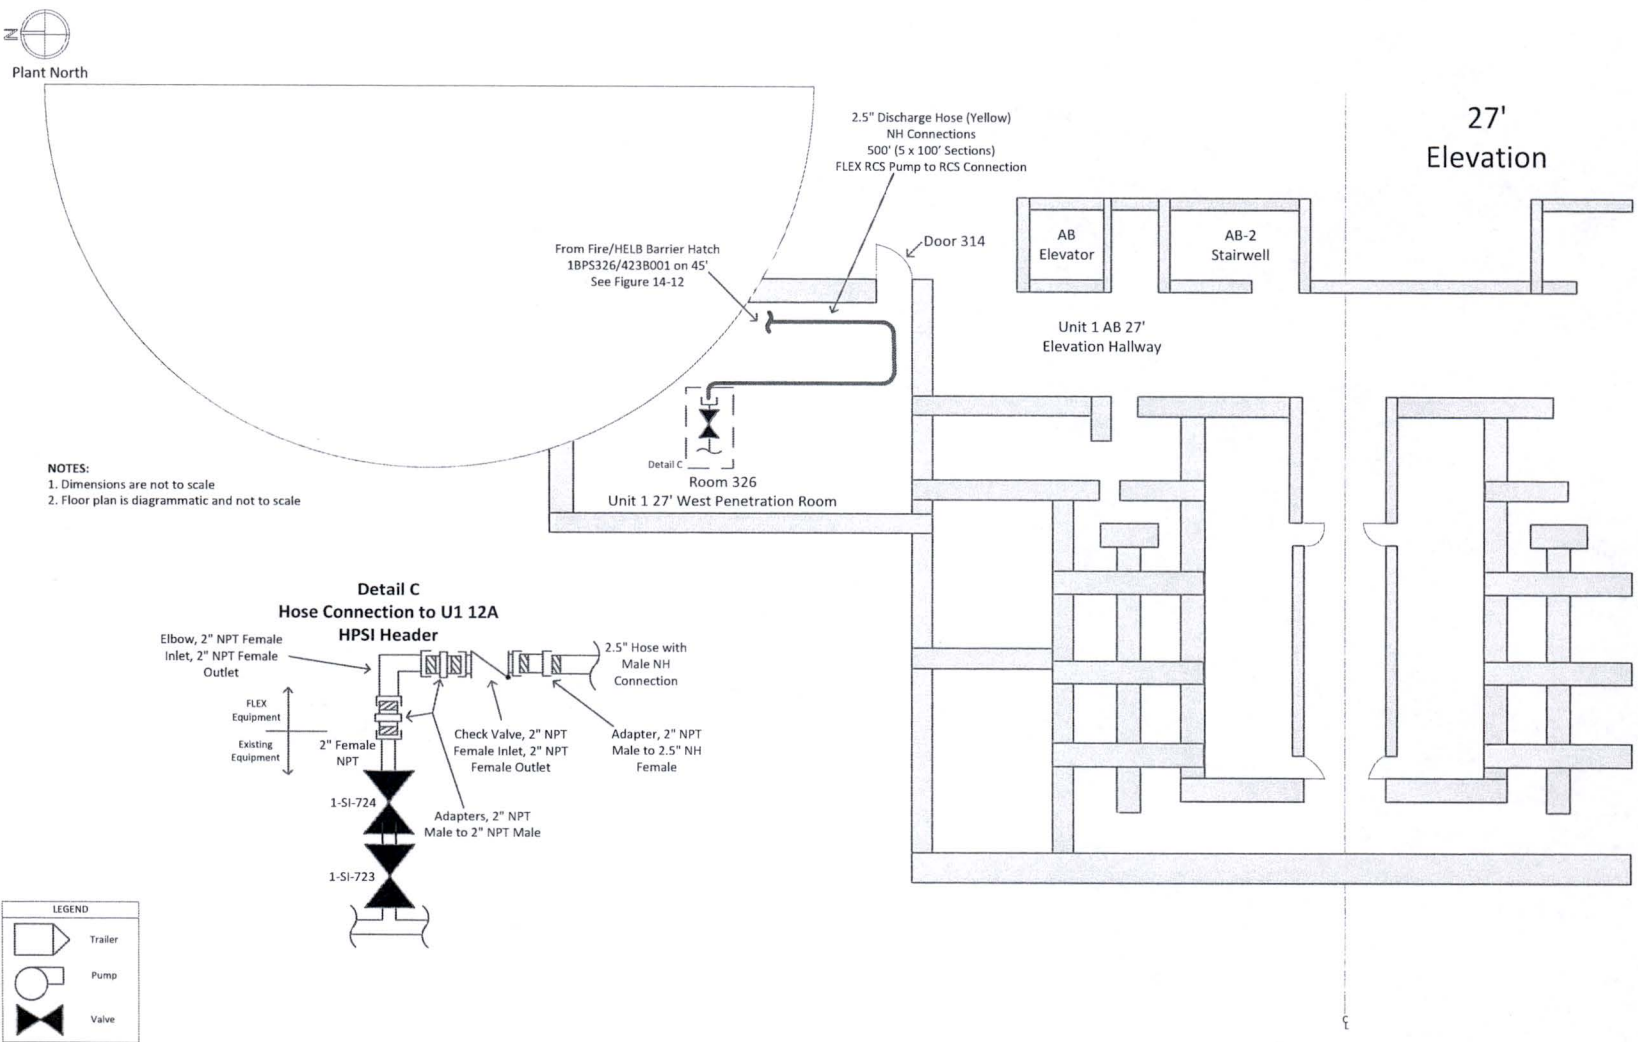 N
Plant North
27'
Elevation
2.5" Discharge Hose (Yellow)
NH Connections
500' (5 x 100' Sections)
FLEX RCS Pump to RCS Connection
From Fire/HELB Barrier Hatch
1BPS326/423B001 on 45'
See Figure 14-12
Door 314
AB
Elevator
AB-2
Stairwell
Unit 1 AB 27'
Elevation Hallway
Detail C
Room 326
Unit 1 27' West Penetration Room
NOTES:
1. Dimensions are not to scale
2. Floor plan is diagrammatic and not to scale
Detail C
Hose Connection to U1 12A
HPSI Header
Elbow, 2" NPT Female
Inlet, 2" NPT Female
Outlet
2.5" Hose with
Male NH
Connection
FLEX
Equipment
Existing
Equipment
2" Female
NPT
Check Valve, 2" NPT
Female Inlet, 2" NPT
Female Outlet
Adapter, 2" NPT
Male to 2.5" NH
Female
1-SI-724
Adapters, 2" NPT
Male to 2" NPT Male
1-SI-723
LEGEND
Trailer
Pump
Valve